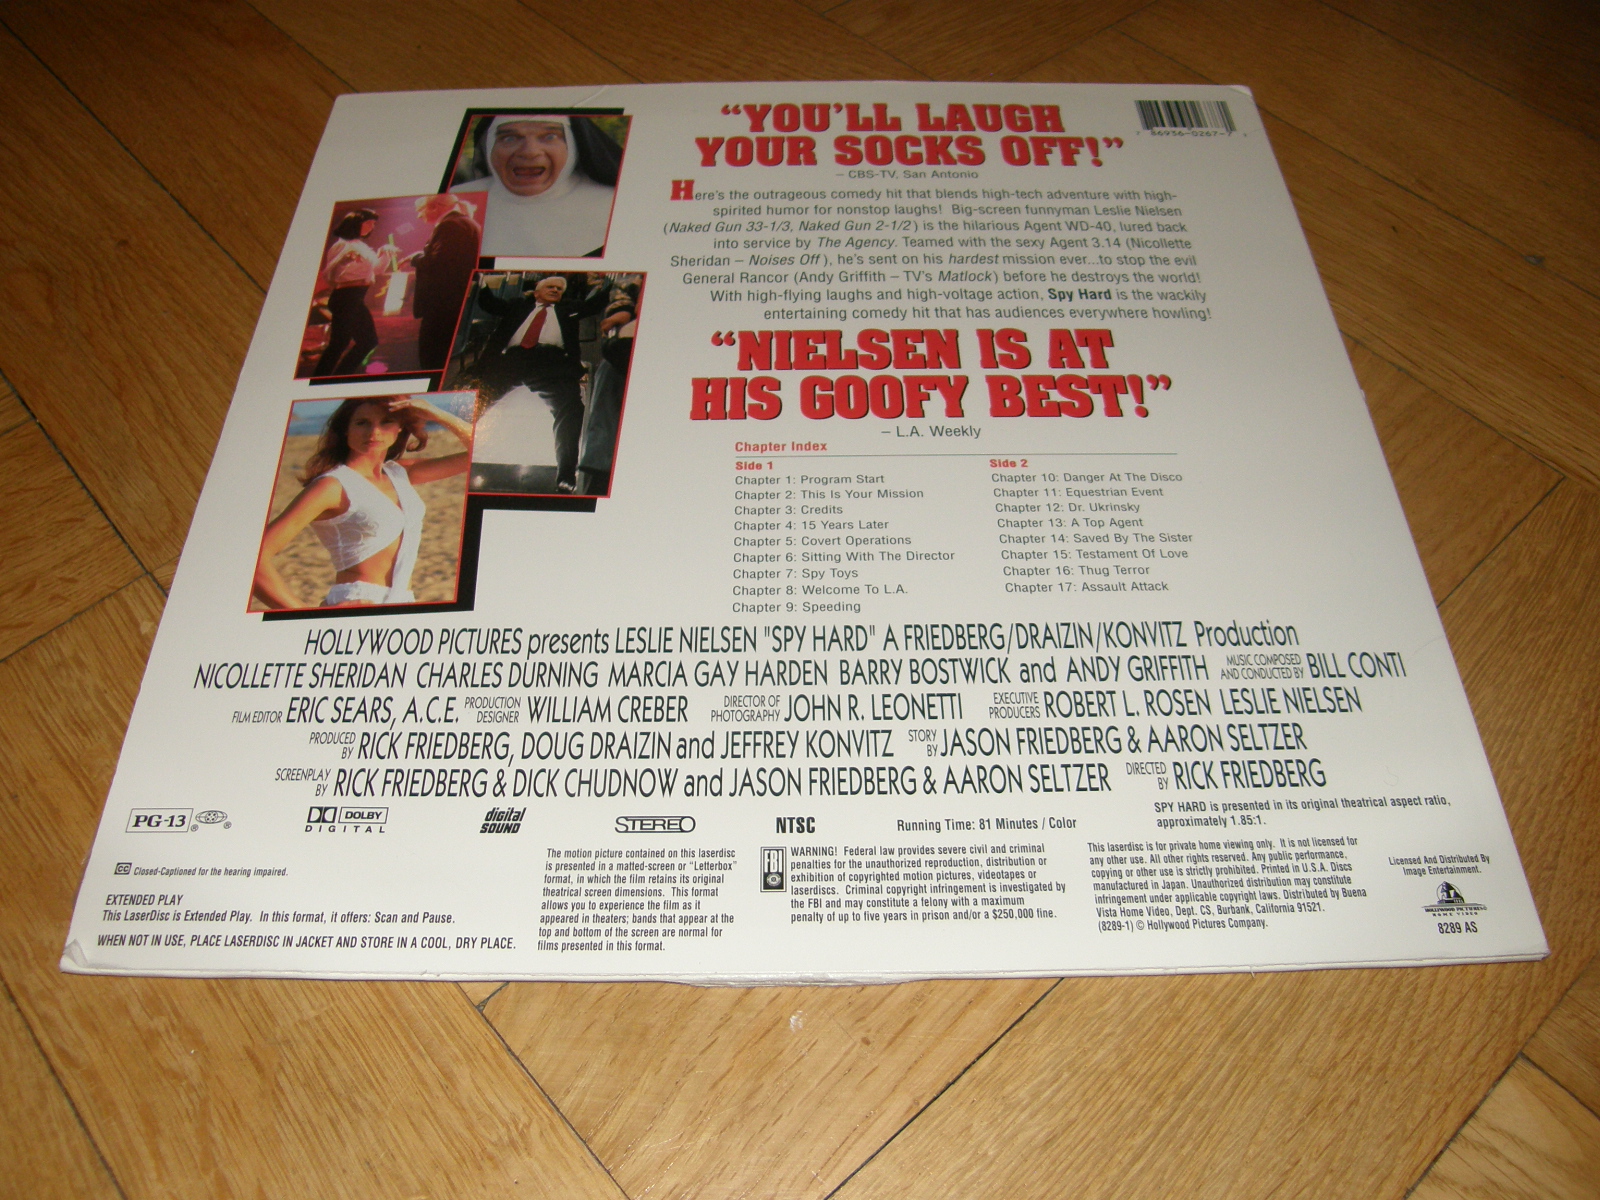 “YOU’LL LAUGH
YOUR SOCKS OFF!”
– CBS-TV, San Antonio
7 86936-0267-7 7
Here's the outrageous comedy hit that blends high-tech adventure with high-
spirited humor for nonstop laughs! Big-screen funnyman Leslie Nielsen
(Naked Gun 33-1/3, Naked Gun 2-1/2) is the hilarious Agent WD-40, lured back
into service by The Agency. Teamed with the sexy Agent 3.14 (Nicollette
Sheridan – Noises Off), he's sent on his hardest mission ever...to stop the evil
General Rancor (Andy Griffith – TV's Matlock) before he destroys the world!
With high-flying laughs and high-voltage action, Spy Hard is the wackily
entertaining comedy hit that has audiences everywhere howling!
“NIELSEN IS AT
HIS GOOFY BEST!”
– L.A. Weekly
Chapter Index
Side 1
Chapter 1: Program Start
Chapter 2: This Is Your Mission
Chapter 3: Credits
Chapter 4: 15 Years Later
Chapter 5: Covert Operations
Chapter 6: Sitting With The Director
Chapter 7: Spy Toys
Chapter 8: Welcome To L.A.
Chapter 9: Speeding
Side 2
Chapter 10: Danger At The Disco
Chapter 11: Equestrian Event
Chapter 12: Dr. Ukrinsky
Chapter 13: A Top Agent
Chapter 14: Saved By The Sister
Chapter 15: Testament Of Love
Chapter 16: Thug Terror
Chapter 17: Assault Attack
HOLLYWOOD PICTURES presents LESLIE NIELSEN "SPY HARD" A FRIEDBERG/DRAIZIN/KONVITZ Production
NICOLLETTE SHERIDAN CHARLES DURNING MARCIA GAY HARDEN BARRY BOSTWICK and ANDY GRIFFITH MUSIC COMPOSED AND CONDUCTED BY BILL CONTI
FILM EDITOR ERIC SEARS, A.C.E. PRODUCTION DESIGNER WILLIAM CREBER DIRECTOR OF PHOTOGRAPHY JOHN R. LEONETTI EXECUTIVE PRODUCERS ROBERT L. ROSEN LESLIE NIELSEN
PRODUCED BY RICK FRIEDBERG, DOUG DRAIZIN and JEFFREY KONVITZ STORY BY JASON FRIEDBERG & AARON SELTZER
SCREENPLAY BY RICK FRIEDBERG & DICK CHUDNOW and JASON FRIEDBERG & AARON SELTZER DIRECTED BY RICK FRIEDBERG
PG-13 ®
DOLBY
DIGITAL
digital
SOUND
STEREO
NTSC
Running Time: 81 Minutes / Color
SPY HARD is presented in its original theatrical aspect ratio,
approximately 1.85:1.
CC Closed-Captioned for the hearing impaired.
EXTENDED PLAY
This LaserDisc is Extended Play. In this format, it offers: Scan and Pause.
WHEN NOT IN USE, PLACE LASERDISC IN JACKET AND STORE IN A COOL, DRY PLACE.
The motion picture contained on this laserdisc
is presented in a matted-screen or "Letterbox"
format, in which the film retains its original
theatrical screen dimensions. This format
allows you to experience the film as it
appeared in theaters; bands that appear at the
top and bottom of the screen are normal for
films presented in this format.
FBI
WARNING! Federal law provides severe civil and criminal
penalties for the unauthorized reproduction, distribution or
exhibition of copyrighted motion pictures, videotapes or
laserdiscs. Criminal copyright infringement is investigated by
the FBI and may constitute a felony with a maximum
penalty of up to five years in prison and/or a $250,000 fine.
This laserdisc is for private home viewing only. It is not licensed for
any other use. All other rights reserved. Any public performance,
copying or other use is strictly prohibited. Printed in U.S.A. Discs
manufactured in Japan. Unauthorized distribution may constitute
infringement under applicable copyright laws. Distributed by Buena
Vista Home Video, Dept. CS, Burbank, California 91521.
(8289-1) © Hollywood Pictures Company.
Licensed And Distributed By
Image Entertainment.
HOLLYWOOD PICTURES
HOME VIDEO
8289 AS